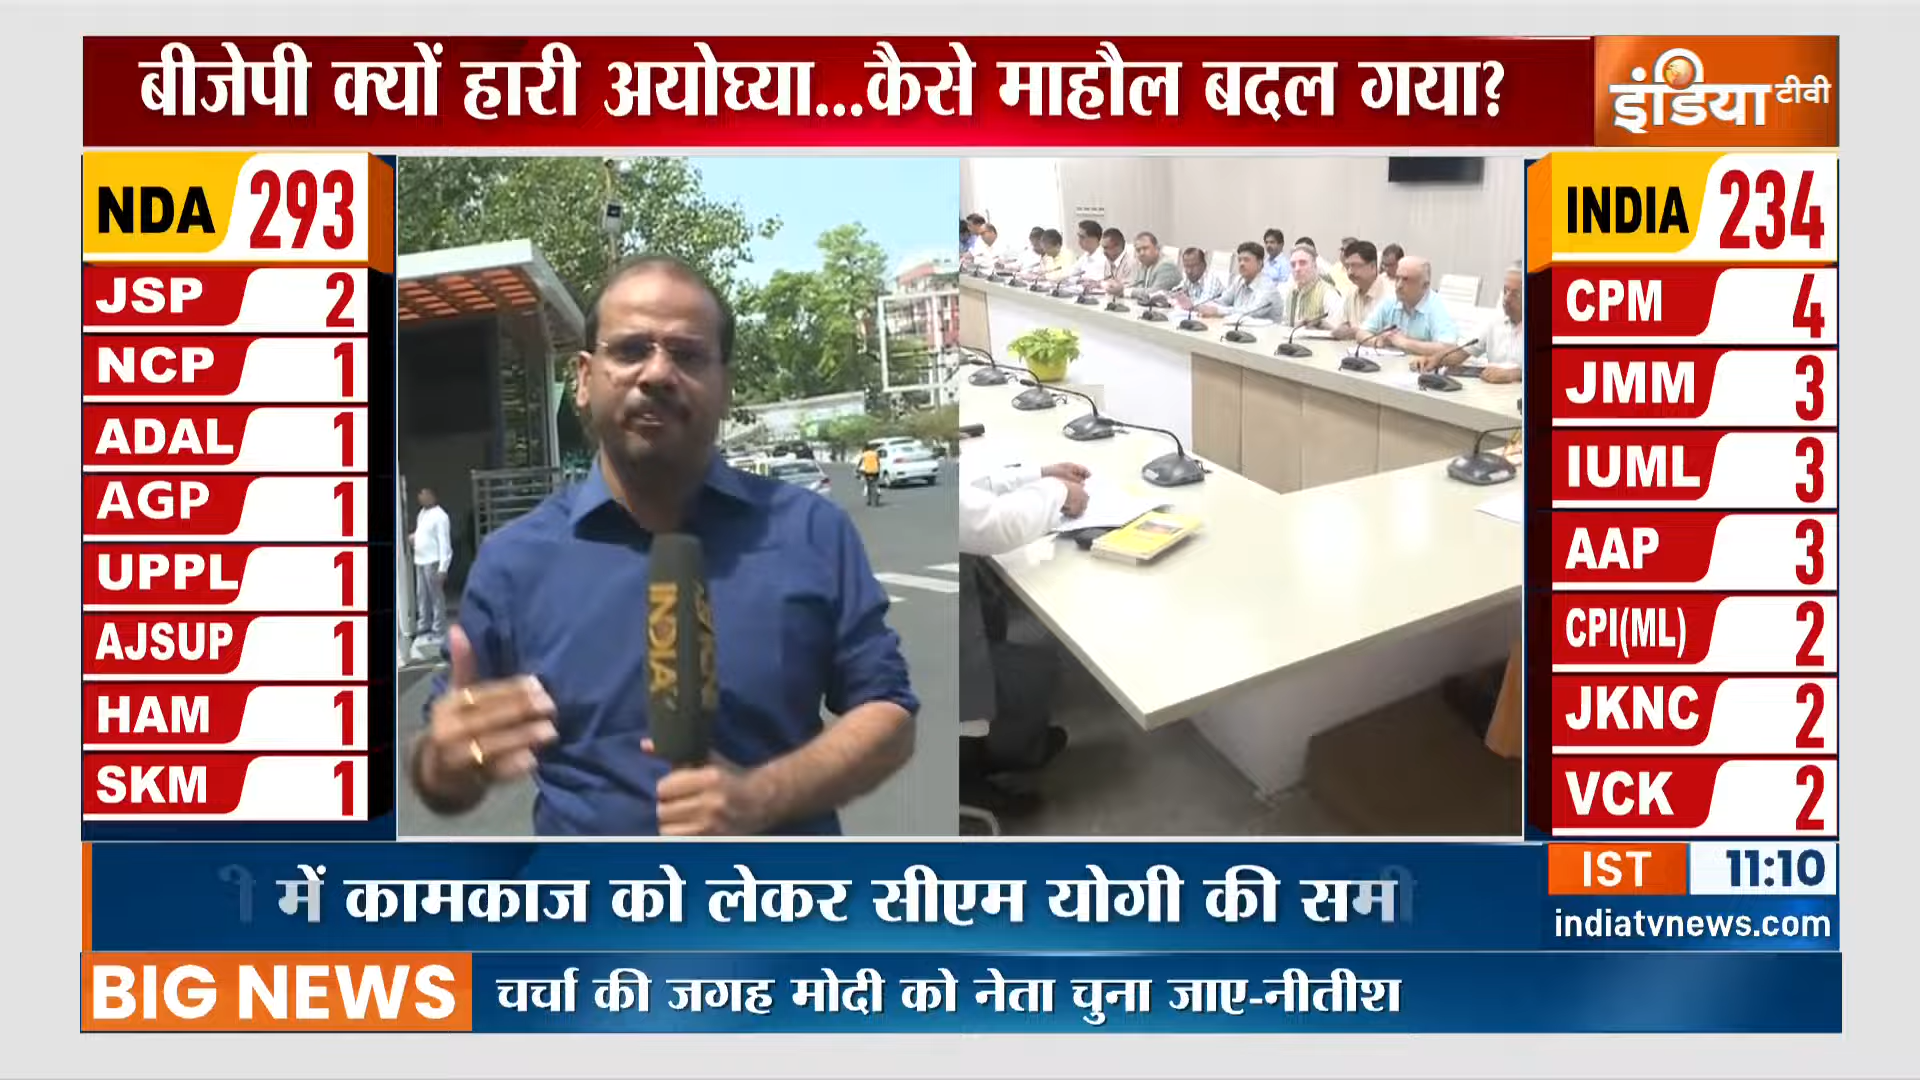 बीजेपी क्यों हारी अयोध्या...कैसे माहौल बदल गया?
इंडिया टीवी
NDA 293
JSP 2
NCP 1
ADAL 1
AGP 1
UPPL 1
AJSUP 1
HAM 1
SKM 1
INDIA
INDIA 234
CPM 4
JMM 3
IUML 3
AAP 3
CPI(ML) 2
JKNC 2
VCK 2
में कामकाज को लेकर सीएम योगी की सम
IST 11:10
indiatvnews.com
BIG NEWS
चर्चा की जगह मोदी को नेता चुना जाए-नीतीश